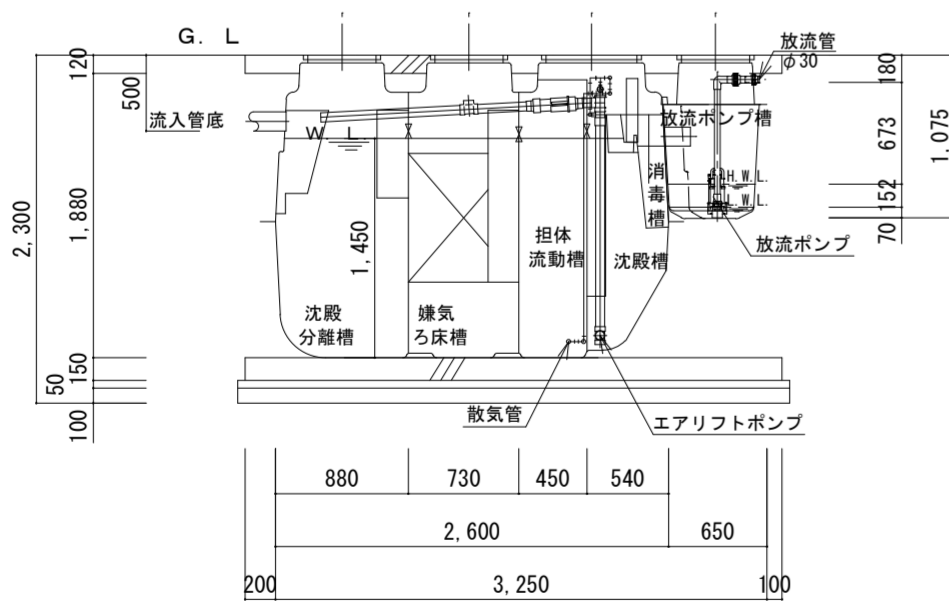 G. L
放流管
φ30
120
500
180
流入管底
W. L.
放流ポンプ槽
673
1,075
2,300
1,880
1,450
消毒槽
H.W.L.
L.W.L.
152
70
担体
流動槽
沈殿槽
放流ポンプ
沈殿
分離槽
嫌気
ろ床槽
150
50
100
散気管
エアリフトポンプ
880
730
450
540
2,600
650
200
3,250
100